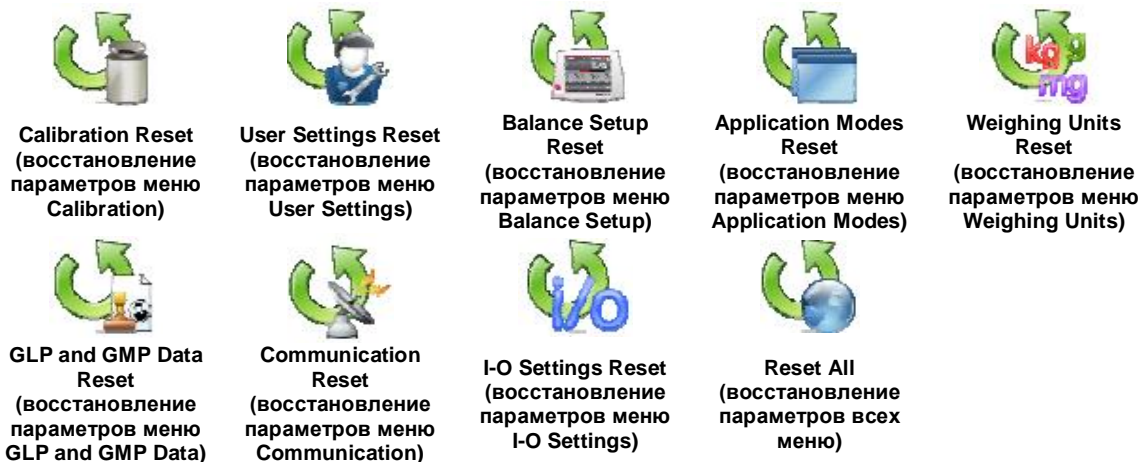 kg g
mg
Calibration Reset
(восстановление
параметров меню
Calibration)
User Settings Reset
(восстановление
параметров меню
User Settings)
Balance Setup
Reset
(восстановление
параметров меню
Balance Setup)
Application Modes
Reset
(восстановление
параметров меню
Application Modes)
Weighing Units
Reset
(восстановление
параметров меню
Weighing Units)
i/o
GLP and GMP Data
Reset
(восстановление
параметров меню
GLP and GMP Data)
Communication
Reset
(восстановление
параметров меню
Communication)
I-O Settings Reset
(восстановление
параметров меню
I-O Settings)
Reset All
(восстановление
параметров всех
меню)